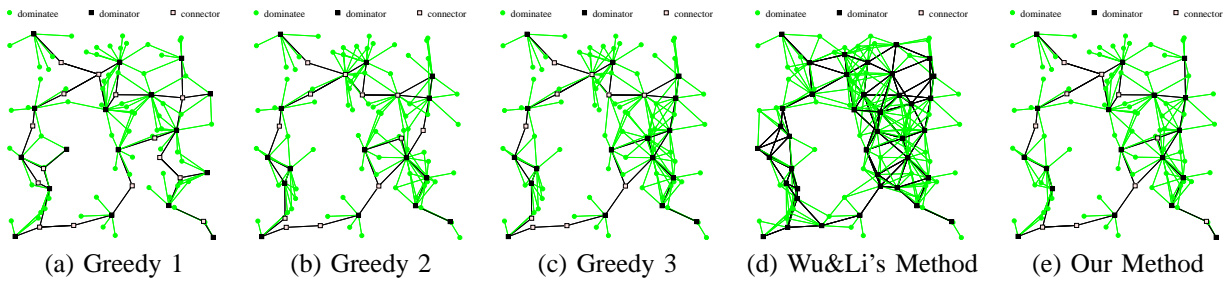 dominatee dominator connector dominatee dominator connector dominatee dominator connector dominatee dominator connector dominatee dominator connector
(a) Greedy 1 (b) Greedy 2 (c) Greedy 3 (d) Wu&Li's Method (e) Our Method